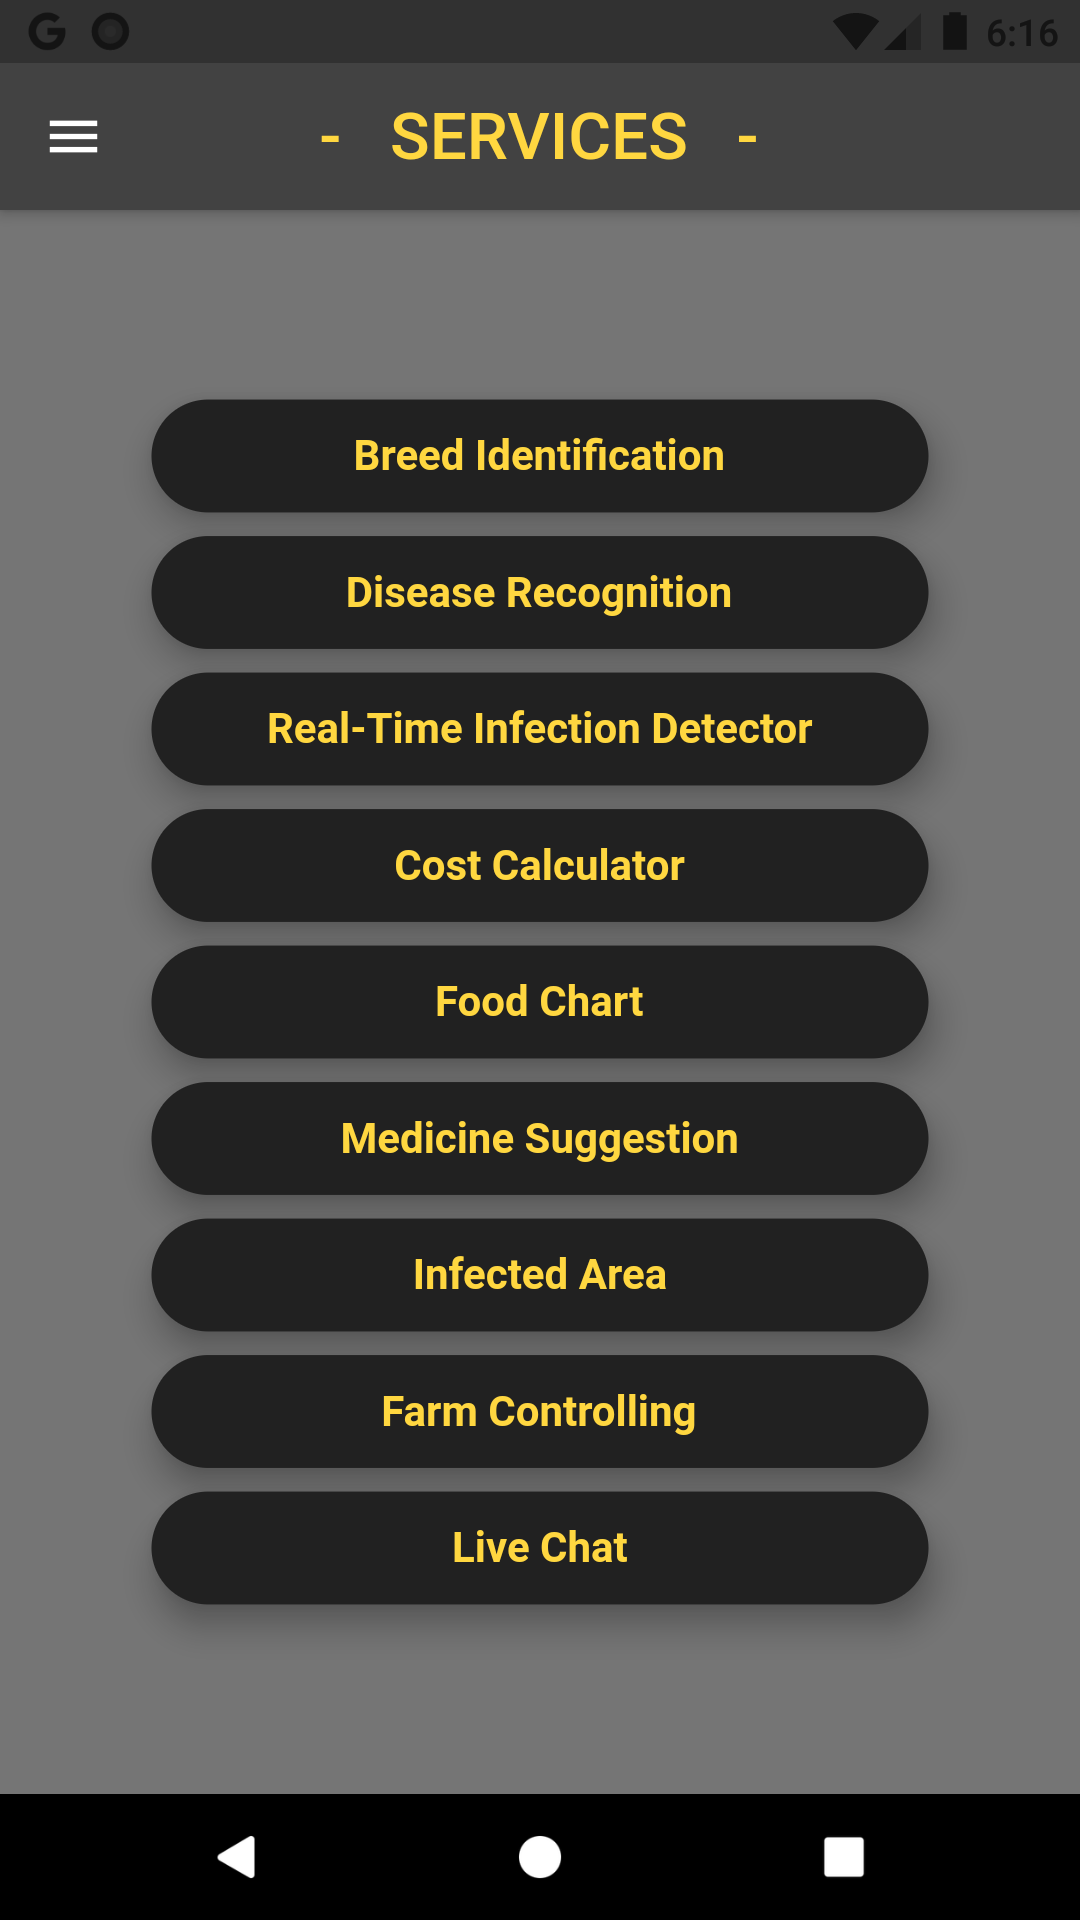 6:16
- SERVICES -
Breed Identification
Disease Recognition
Real-Time Infection Detector
Cost Calculator
Food Chart
Medicine Suggestion
Infected Area
Farm Controlling
Live Chat